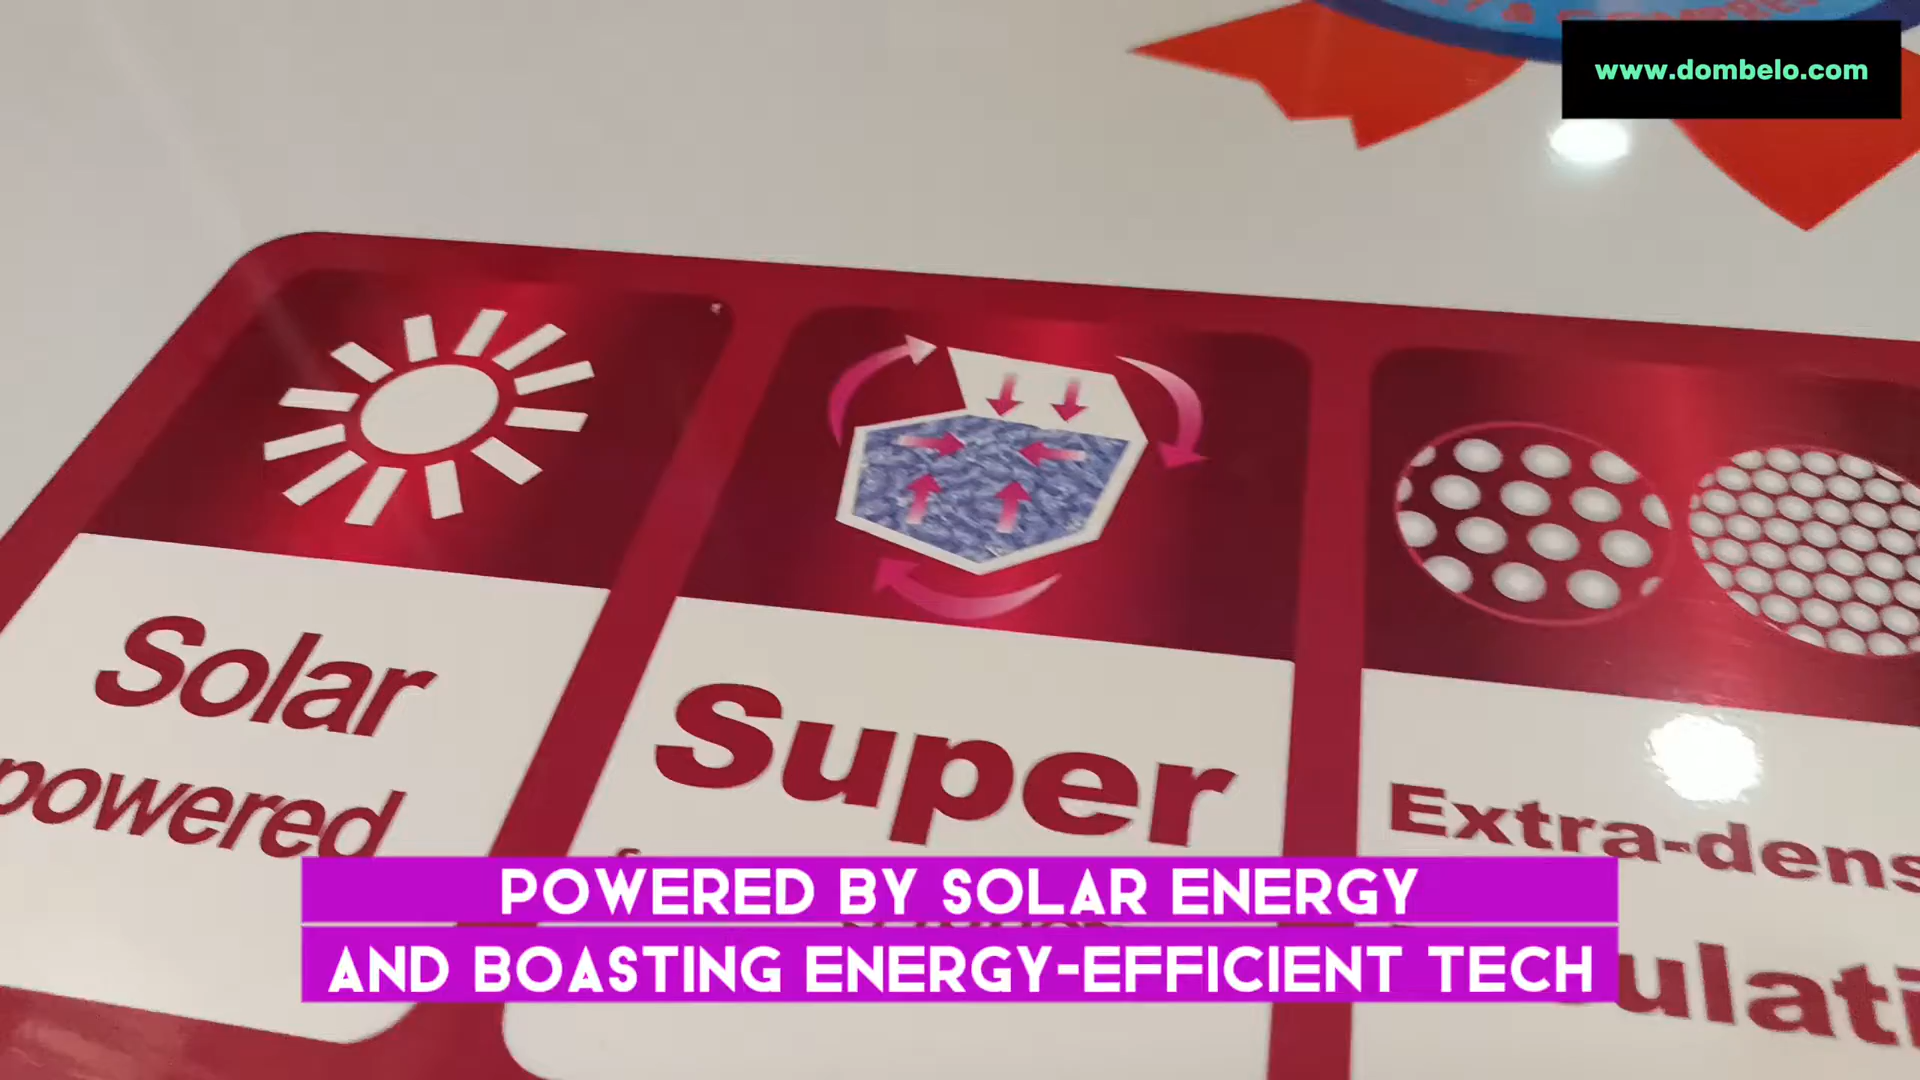 www.dombelo.com
Solar
powered
Super
Extra-dens
ulati
POWERED BY SOLAR ENERGY
AND BOASTING ENERGY-EFFICIENT TECH